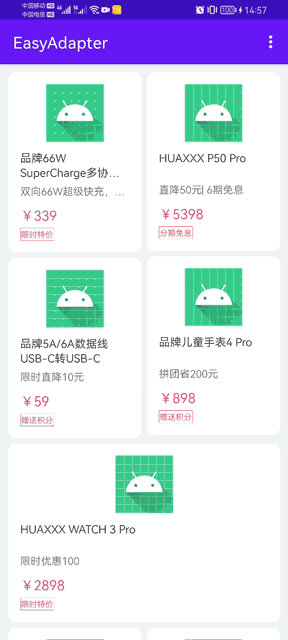 中国移动 HD
中国电信 HD
14:57
EasyAdapter
品牌66W
SuperCharge多协…
双向66W超级快充，…
￥339
限时特价
HUAXXX P50 Pro
直降50元| 6期免息
￥5398
分期免息
品牌5A/6A数据线
USB-C转USB-C
限时直降10元
￥59
赠送积分
品牌儿童手表4 Pro
拼团省200元
￥898
赠送积分
HUAXXX WATCH 3 Pro
限时优惠100
￥2898
限时特价